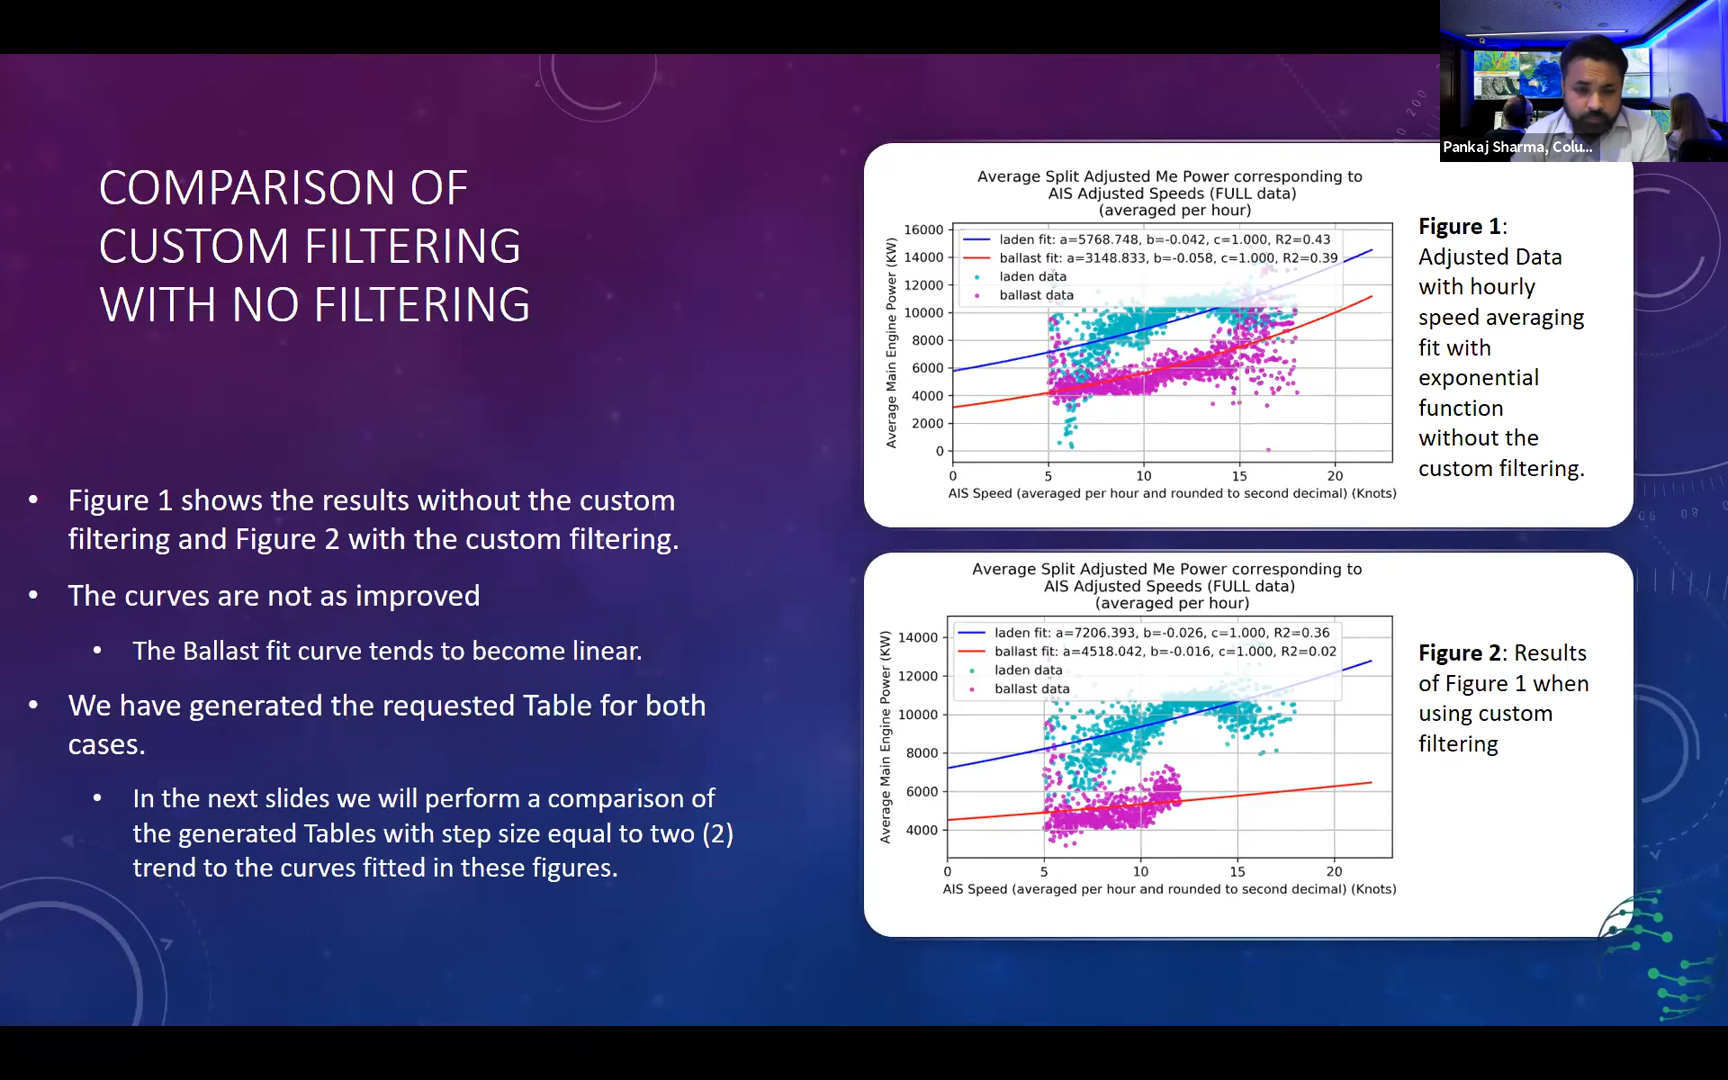 Pankaj Sharma, Colu...
COMPARISON OF
CUSTOM FILTERING
WITH NO FILTERING
• Figure 1 shows the results without the custom
filtering and Figure 2 with the custom filtering.
• The curves are not as improved
• The Ballast fit curve tends to become linear.
• We have generated the requested Table for both
cases.
• In the next slides we will perform a comparison of
the generated Tables with step size equal to two (2)
trend to the curves fitted in these figures.
Average Split Adjusted Me Power corresponding to
AIS Adjusted Speeds (FULL data)
(averaged per hour)
laden fit: a=5768.748, b=-0.042, c=1.000, R2=0.43
ballast fit: a=3148.833, b=-0.058, c=1.000, R2=0.39
laden data
ballast data
Average Main Engine Power (KW)
16000
14000
12000
10000
8000
6000
4000
2000
0
0 5 10 15 20
AIS Speed (averaged per hour and rounded to second decimal) (Knots)
Figure 1:
Adjusted Data
with hourly
speed averaging
fit with
exponential
function
without the
custom filtering.
Average Split Adjusted Me Power corresponding to
AIS Adjusted Speeds (FULL data)
(averaged per hour)
laden fit: a=7206.393, b=-0.026, c=1.000, R2=0.36
ballast fit: a=4518.042, b=-0.016, c=1.000, R2=0.02
laden data
ballast data
Average Main Engine Power (KW)
14000
12000
10000
8000
6000
4000
0 5 10 15 20
AIS Speed (averaged per hour and rounded to second decimal) (Knots)
Figure 2: Results
of Figure 1 when
using custom
filtering